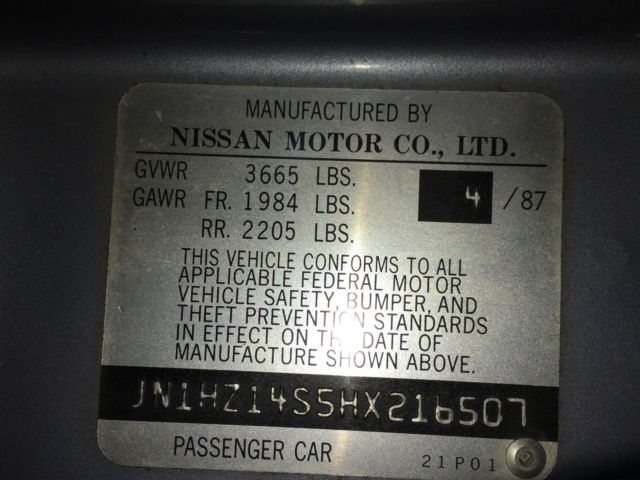 MANUFACTURED BY
NISSAN MOTOR CO., LTD.
GVWR 3665 LBS. 4 /87
GAWR FR. 1984 LBS.
RR. 2205 LBS.
THIS VEHICLE CONFORMS TO ALL
APPLICABLE FEDERAL MOTOR
VEHICLE SAFETY, BUMPER, AND
THEFT PREVENTION STANDARDS
IN EFFECT ON THE DATE OF
MANUFACTURE SHOWN ABOVE.
JN1HZ14S5HX216507
PASSENGER CAR 21P01